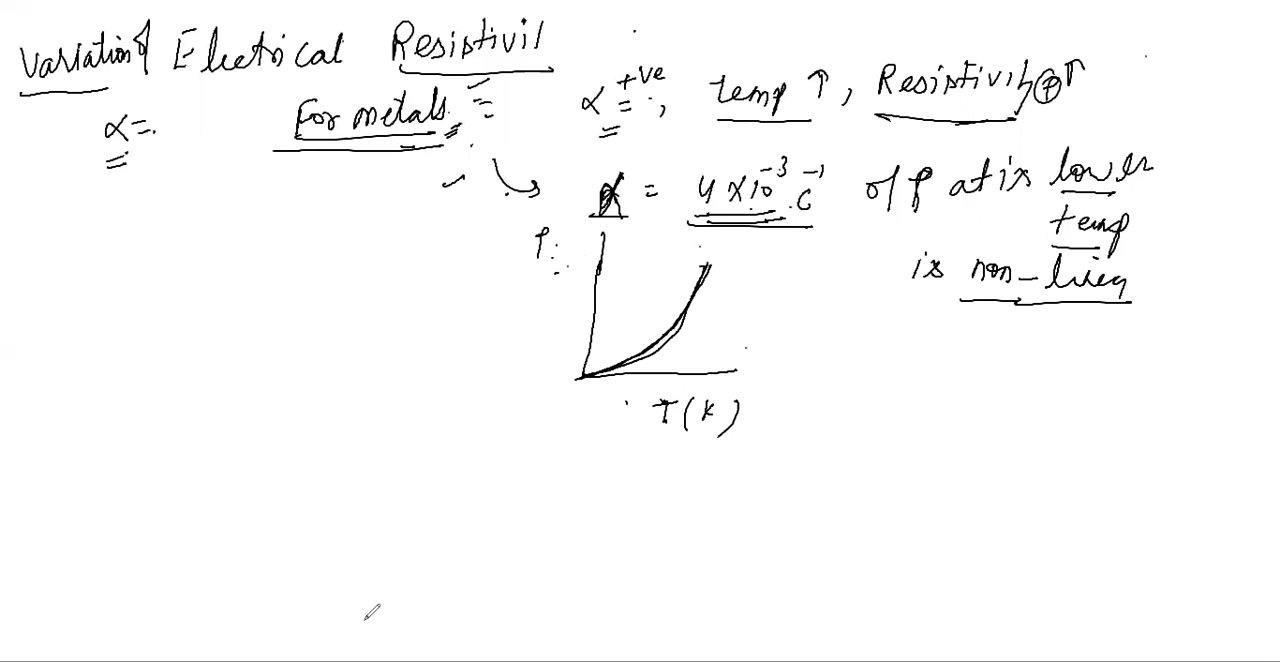 Variation of Electrical Resistivit
For metals
α =
α = +ve ; temp ↑, Resistivity ↑
α = 4 × 10⁻³ C⁻¹
of ρ at is lower
temp
is non-linea
ρ
T(K)